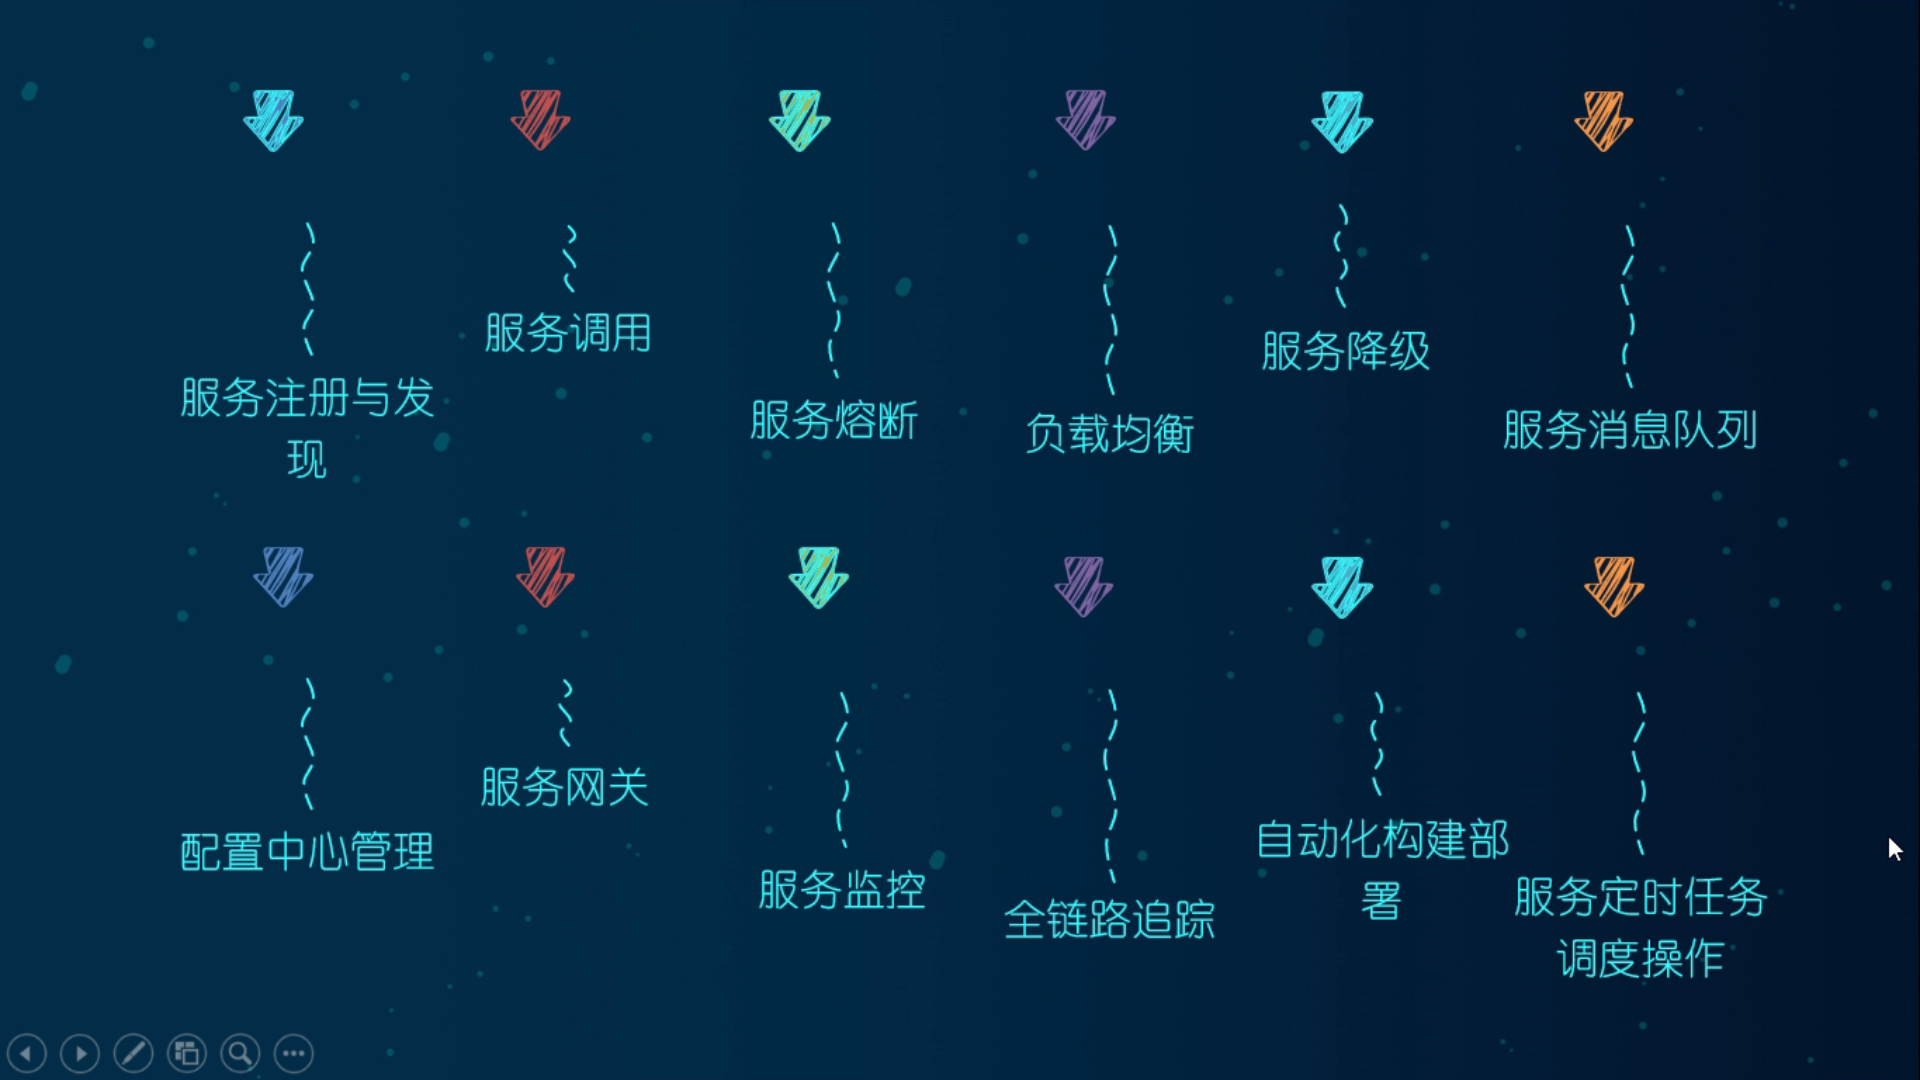 服务注册与发
现
服务调用
服务熔断
负载均衡
服务降级
服务消息队列
配置中心管理
服务网关
服务监控
全链路追踪
自动化构建部
署
服务定时任务
调度操作